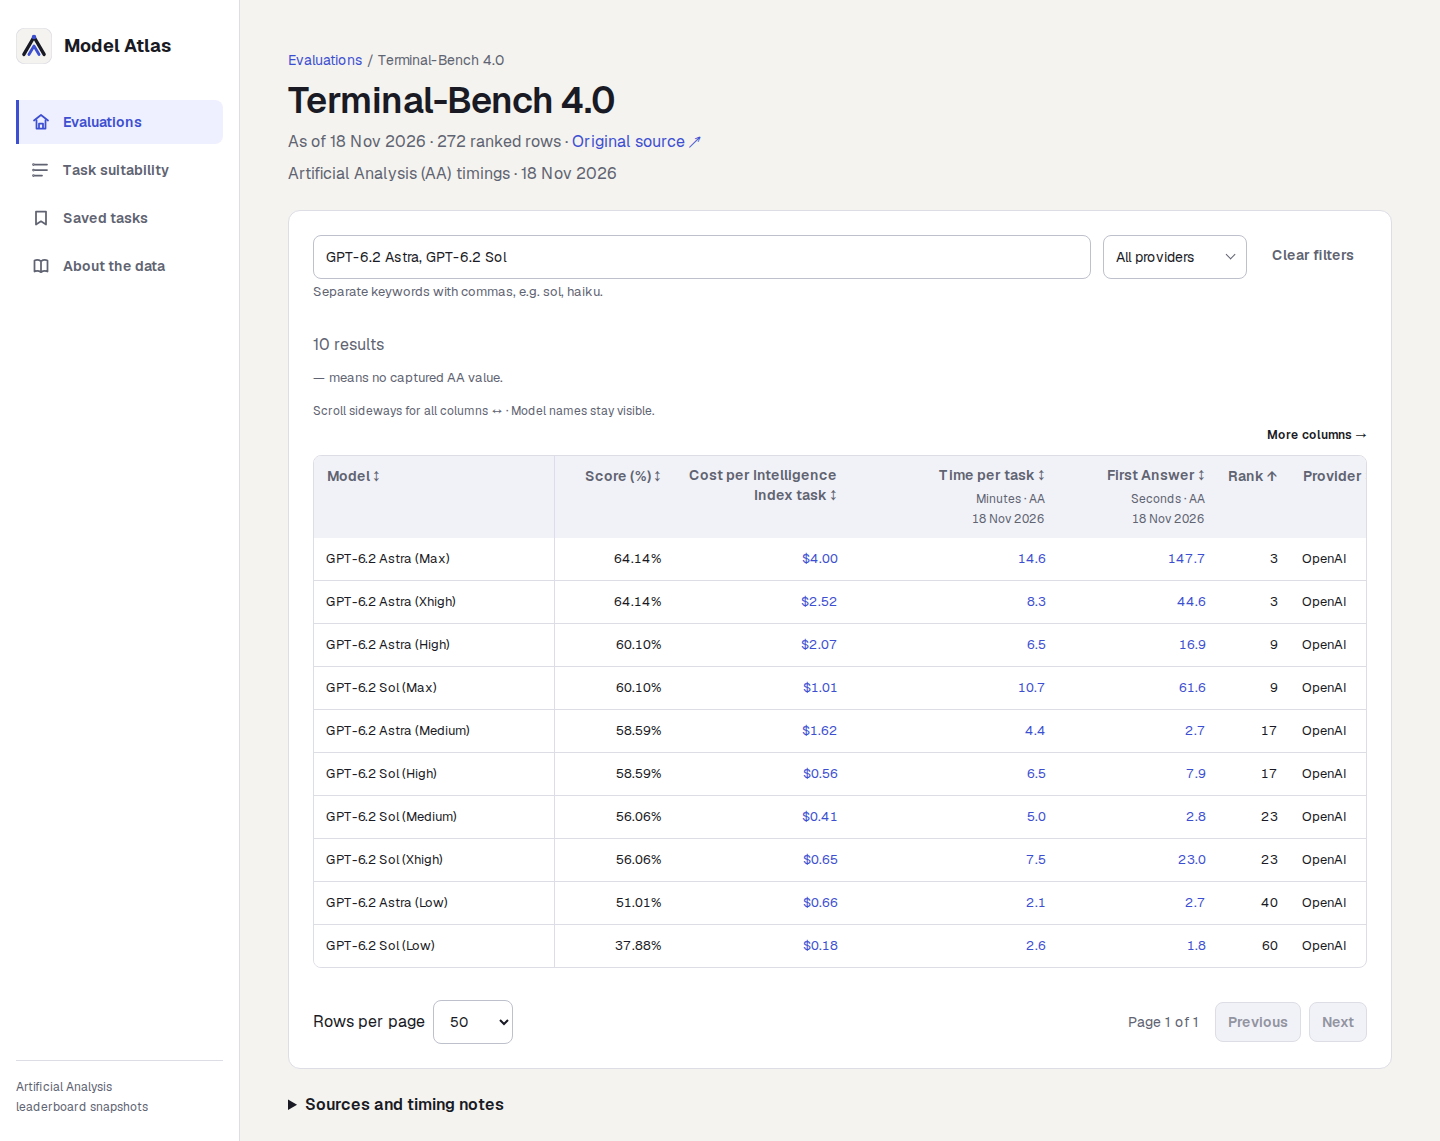 Model Atlas
Evaluations
Task suitability
Saved tasks
About the data
Artificial Analysis
leaderboard snapshots
Evaluations / Terminal-Bench 4.0
Terminal-Bench 4.0
As of 18 Nov 2026 · 272 ranked rows · Original source ↗
Artificial Analysis (AA) timings · 18 Nov 2026
GPT-6.2 Astra, GPT-6.2 Sol
All providers
Clear filters
Separate keywords with commas, e.g. sol, haiku.
10 results
— means no captured AA value.
Scroll sideways for all columns ↔ · Model names stay visible.
More columns →
Model ↕ Score (%) ↕ Cost per Intelligence Index task ↕ Time per task ↕ Minutes · AA 18 Nov 2026 First Answer ↕ Seconds · AA 18 Nov 2026 Rank ↑ Provider
GPT-6.2 Astra (Max) 64.14% $4.00 14.6 147.7 3 OpenAI
GPT-6.2 Astra (Xhigh) 64.14% $2.52 8.3 44.6 3 OpenAI
GPT-6.2 Astra (High) 60.10% $2.07 6.5 16.9 9 OpenAI
GPT-6.2 Sol (Max) 60.10% $1.01 10.7 61.6 9 OpenAI
GPT-6.2 Astra (Medium) 58.59% $1.62 4.4 2.7 17 OpenAI
GPT-6.2 Sol (High) 58.59% $0.56 6.5 7.9 17 OpenAI
GPT-6.2 Sol (Medium) 56.06% $0.41 5.0 2.8 23 OpenAI
GPT-6.2 Sol (Xhigh) 56.06% $0.65 7.5 23.0 23 OpenAI
GPT-6.2 Astra (Low) 51.01% $0.66 2.1 2.7 40 OpenAI
GPT-6.2 Sol (Low) 37.88% $0.18 2.6 1.8 60 OpenAI
Rows per page 50
Page 1 of 1 Previous Next
▶ Sources and timing notes